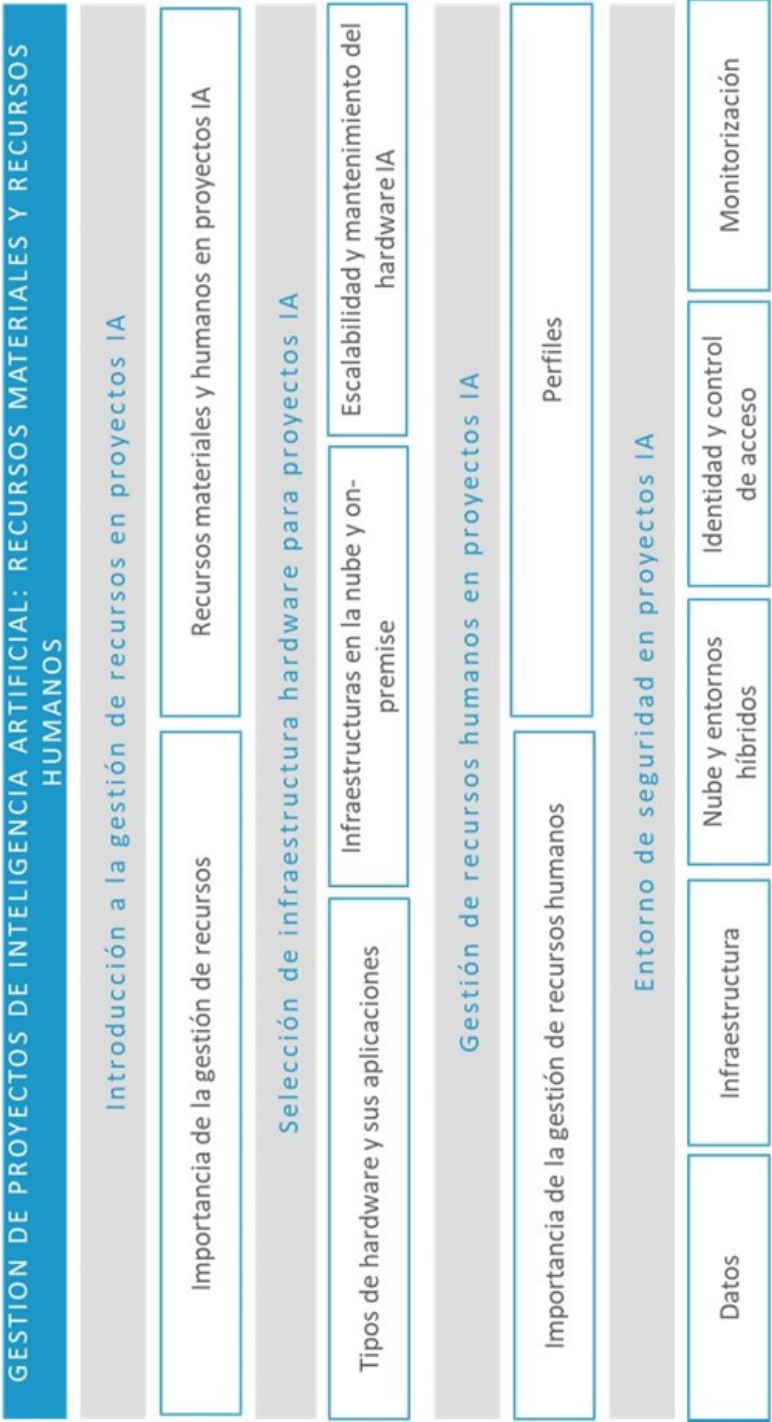 GESTION DE PROYECTOS DE INTELIGENCIA ARTIFICIAL: RECURSOS MATERIALES Y RECURSOS
HUMANOS
Introducción a la gestión de recursos en proyectos IA
Importancia de la gestión de recursos
Recursos materiales y humanos en proyectos IA
Selección de infraestructura hardware para proyectos IA
Tipos de hardware y sus aplicaciones
Infraestructuras en la nube y on-
premise
Escalabilidad y mantenimiento del
hardware IA
Gestión de recursos humanos en proyectos IA
Importancia de la gestión de recursos humanos
Perfiles
Entorno de seguridad en proyectos IA
Datos
Infraestructura
Nube y entornos
híbridos
Identidad y control
de acceso
Monitorización